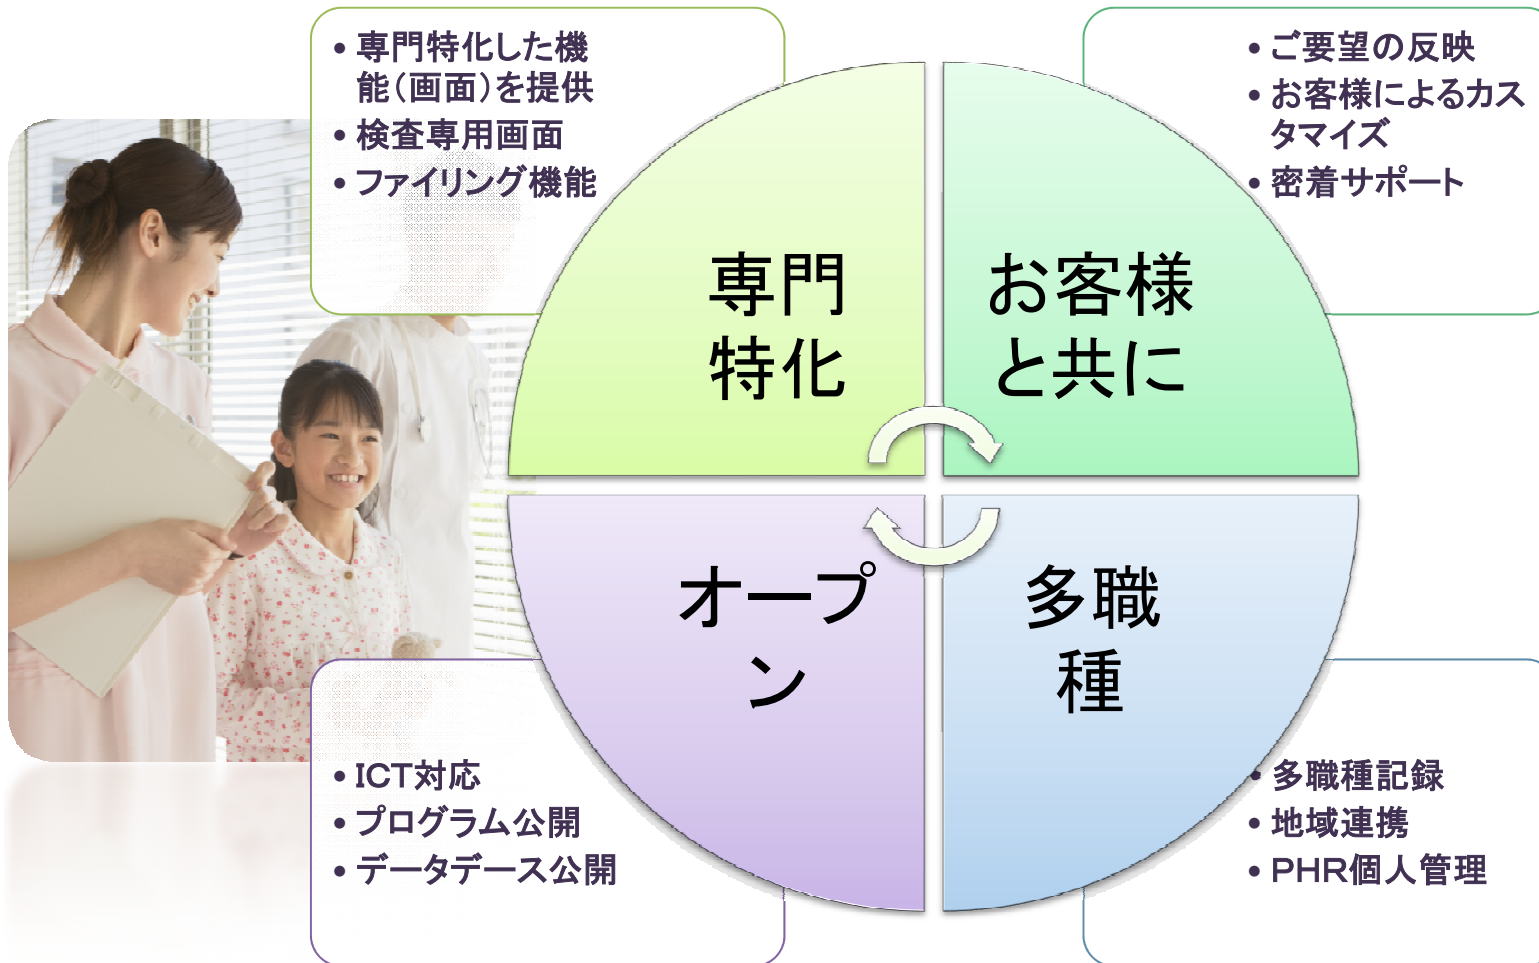 • 専門特化した機
能（画面）を提供
• 検査専用画面
• ファイリング機能
• ご要望の反映
• お客様によるカス
タマイズ
• 密着サポート
専門
特化
お客様
と共に
オープ
ン
多職
種
• ICT対応
• プログラム公開
• データデース公開
• 多職種記録
• 地域連携
• PHR個人管理